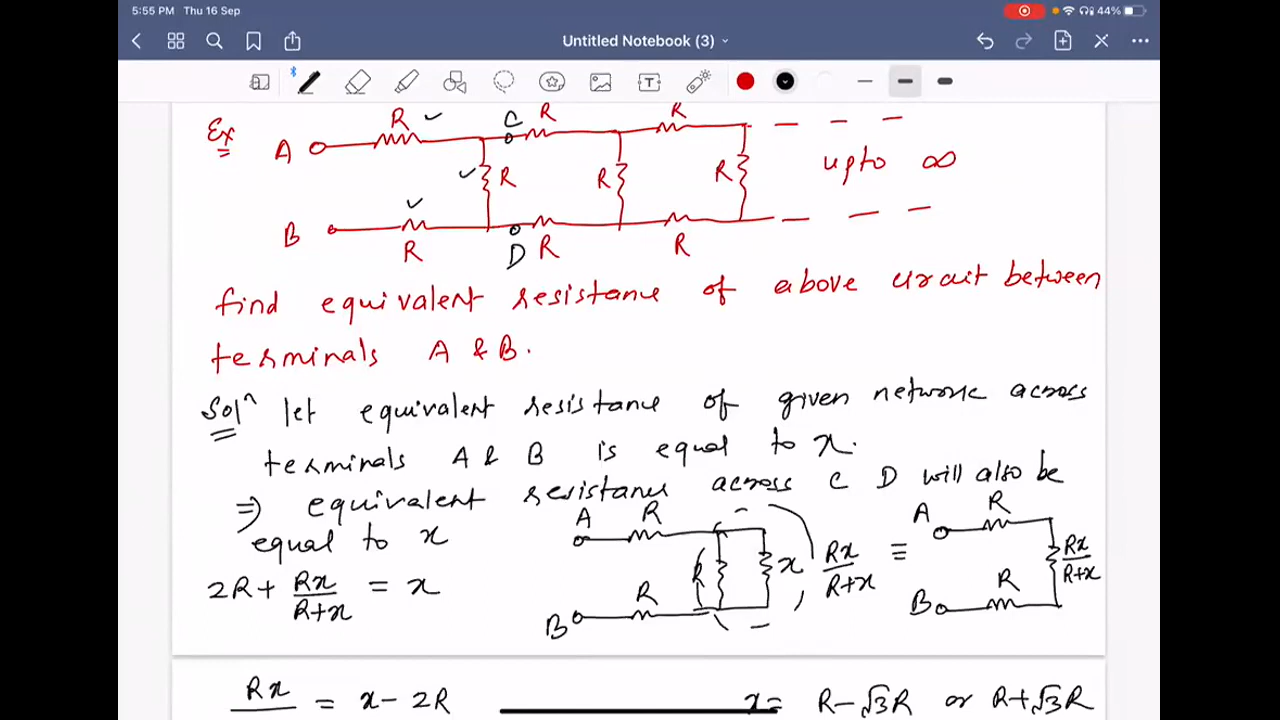 5:55 PM Thu 16 Sep
44%
Untitled Notebook (3)
Ex
A R C R R
R R R upto ∞
B R D R R
find equivalent resistance of above circuit between
terminals A & B.
Solⁿ let equivalent resistance of given network across
terminals A & B is equal to x.
⇒ equivalent resistance across C D will also be
equal to x
2R + Rx/R+x = x
A R
R x Rx/R+x
B R
≡
A R
Rx/R+x
B R
Rx = x - 2R
x = R-√3R or R+√3R